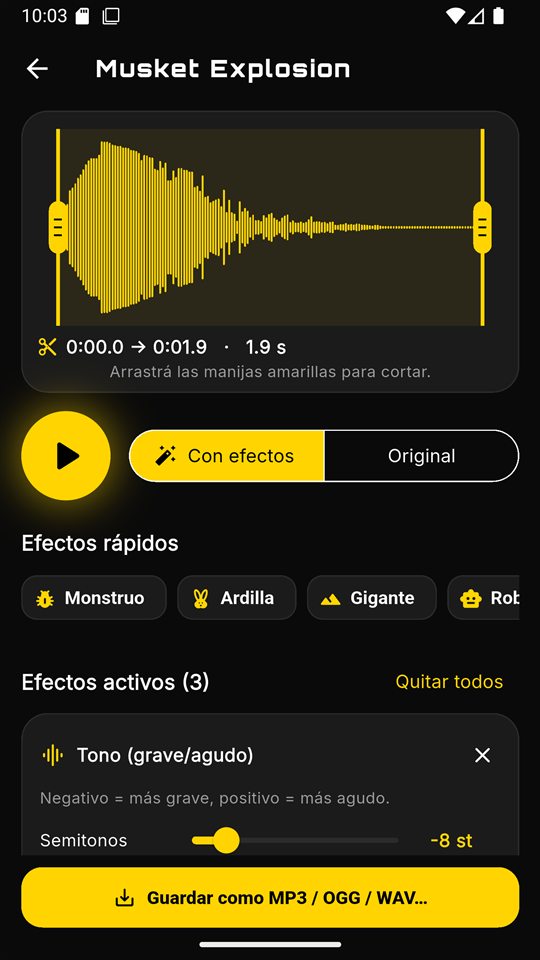 10:03
Musket Explosion
0:00.0 → 0:01.9 · 1.9 s
Arrastrá las manijas amarillas para cortar.
Con efectos
Original
Efectos rápidos
Monstruo
Ardilla
Gigante
Rob
Efectos activos (3)
Quitar todos
Tono (grave/agudo)
Negativo = más grave, positivo = más agudo.
Semitonos
-8 st
Guardar como MP3 / OGG / WAV...